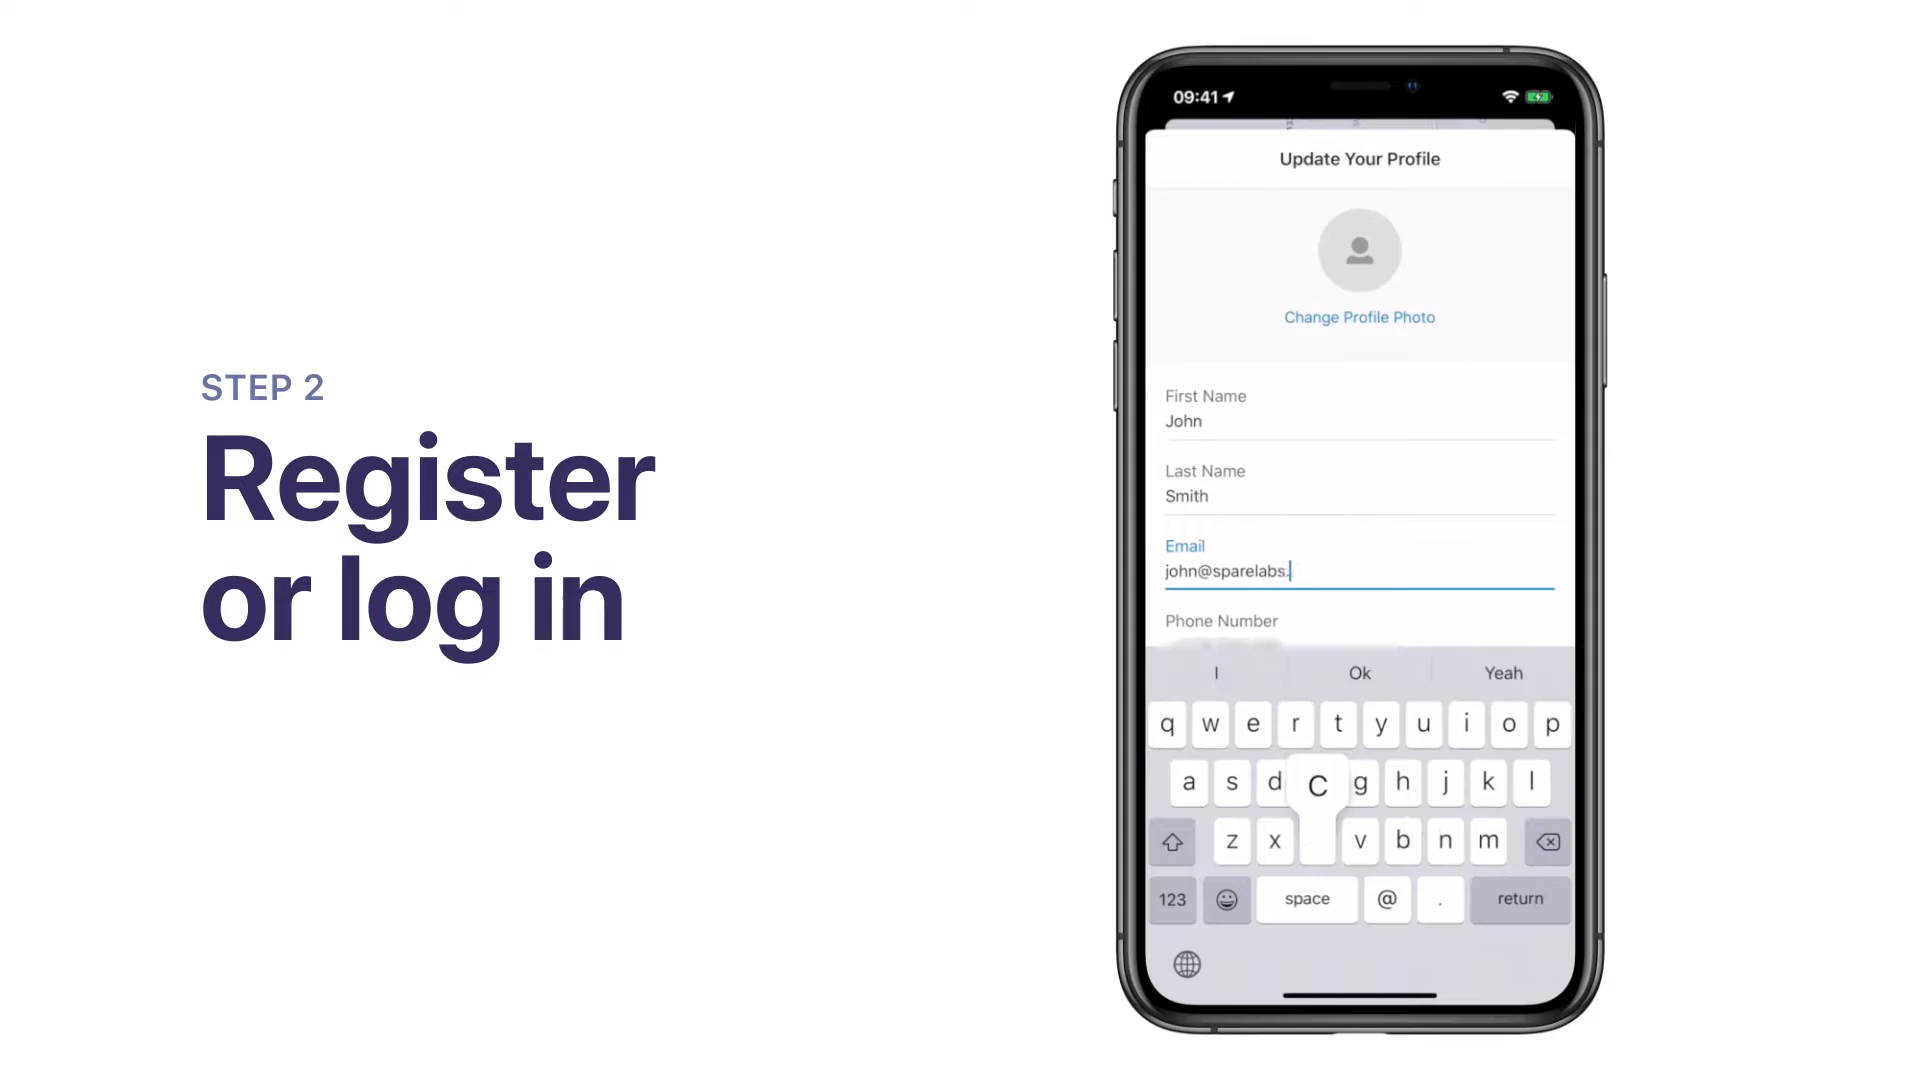 STEP 2
Register
or log in
09:41
Update Your Profile
Change Profile Photo
First Name
John
Last Name
Smith
Email
john@sparelabs.
Phone Number
I Ok Yeah
q w e r t y u i o p
a s d C g h j k l
z x v b n m
123 space @ . return